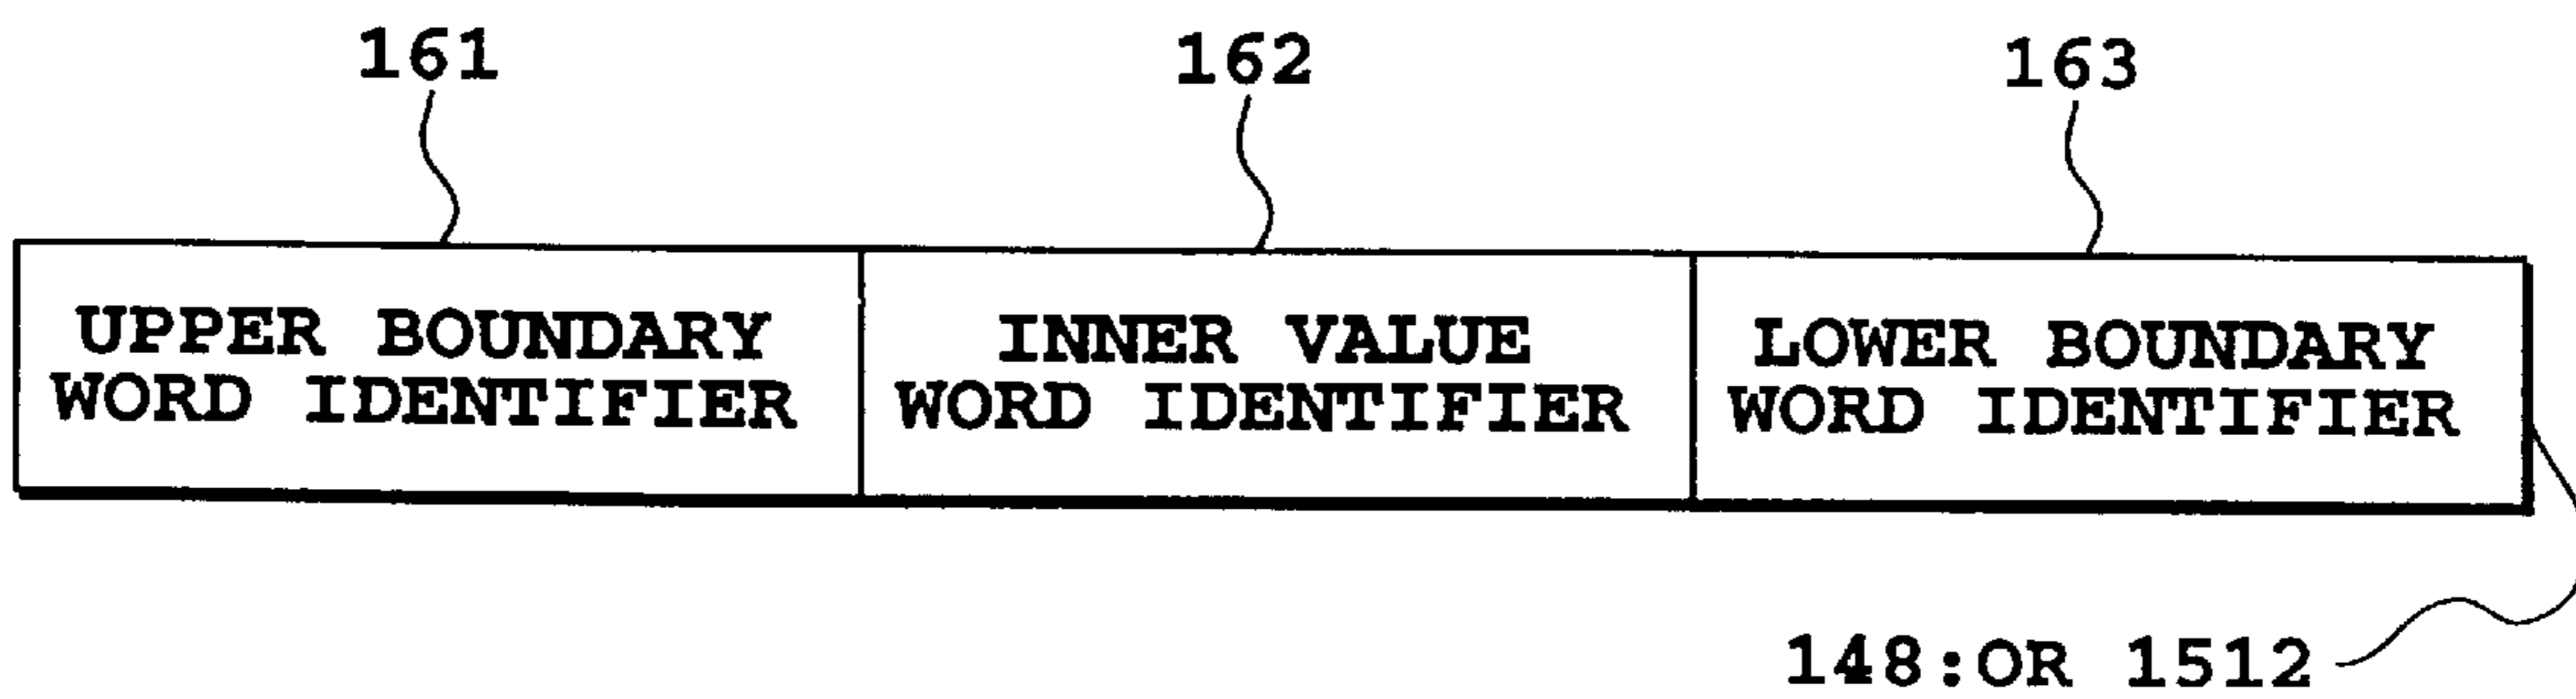 161 162 163
UPPER BOUNDARY INNER VALUE LOWER BOUNDARY
WORD IDENTIFIER WORD IDENTIFIER WORD IDENTIFIER
148:OR 1512